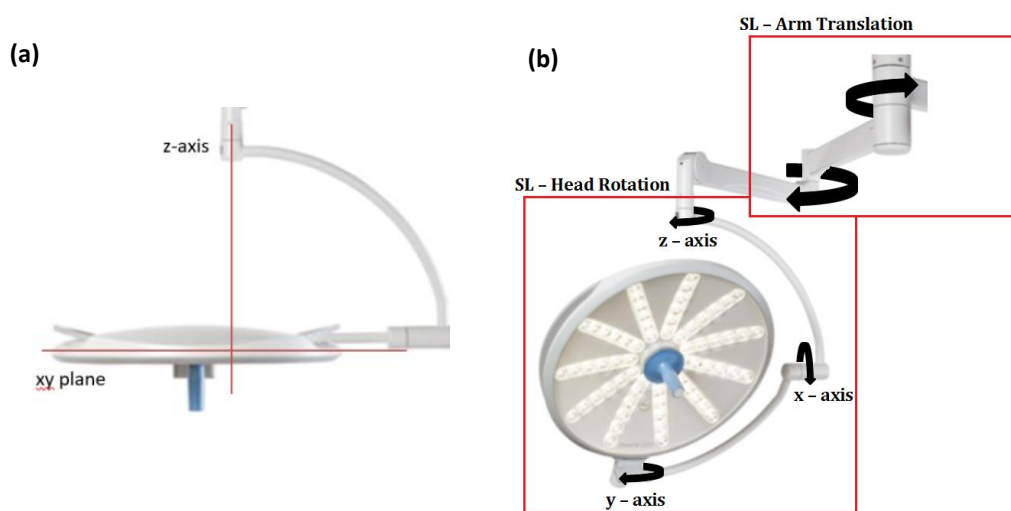 (a)
z-axis
xy plane
(b)
SL – Arm Translation
SL – Head Rotation
z – axis
x – axis
y – axis